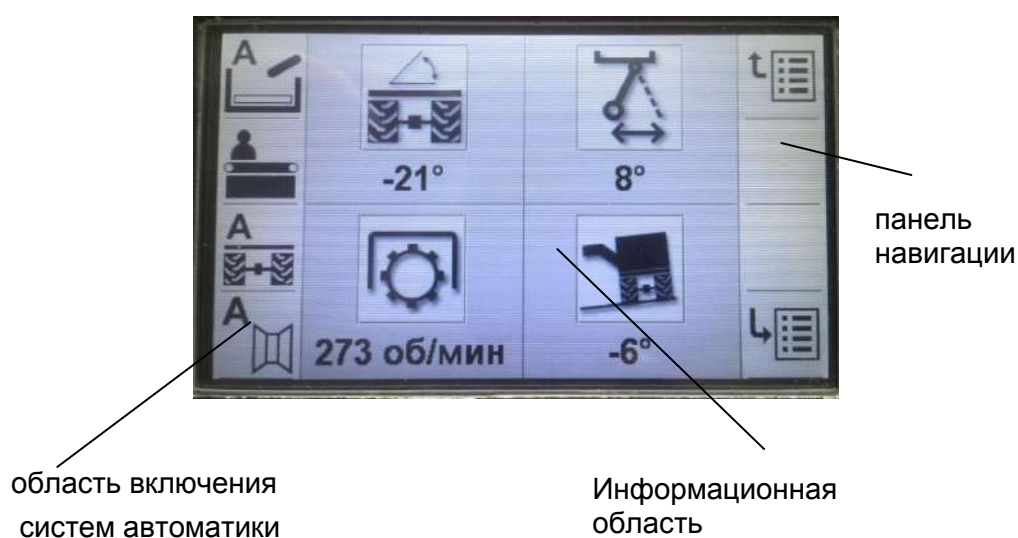 A
-21°
8°
A
A
273 об/мин
-6°
панель
навигации
область включения
систем автоматики
Информационная
область